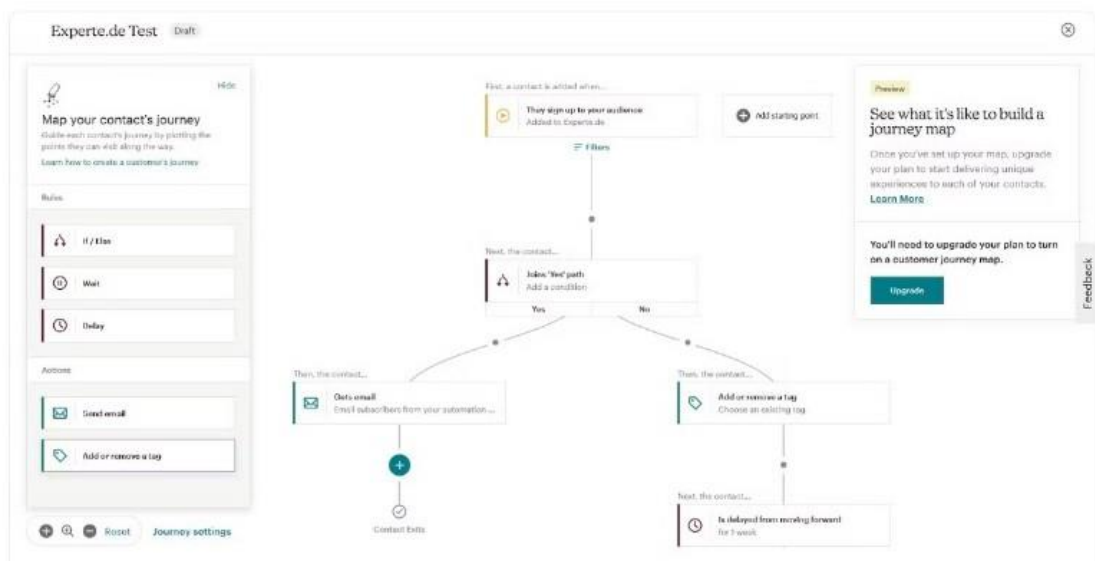 Experte.de Test Draft
Hide
Map your contact's journey
Guide each contact's journey by plotting the
points they can visit along the way.
Learn how to create a customer's journey
Rules
If / Else
Wait
Delay
Actions
Send email
Add or remove a tag
Reset Journey settings
First, a contact is added when...
They sign up to your audience
Added to Experte.de
Filters
Add starting point
Next, the contact...
Joins 'Yes' path
Add a condition
Yes No
Then, the contact...
Gets email
Email subscribers from your automation ...
Contact Exits
Then, the contact...
Add or remove a tag
Choose an existing tag
Next, the contact...
Is delayed from moving forward
for 1 week
Preview
See what it's like to build a
journey map
Once you've set up your map, upgrade
your plan to start delivering unique
experiences to each of your contacts.
Learn More
You'll need to upgrade your plan to turn
on a customer journey map.
Upgrade
Feedback